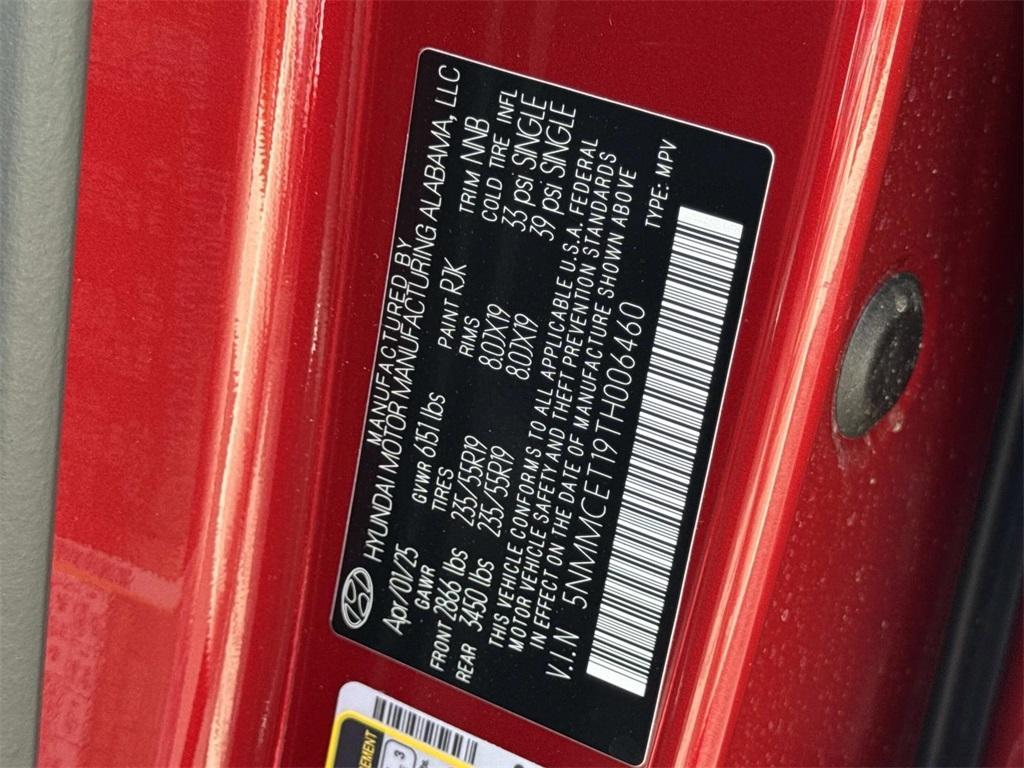 MANUFACTURED BY
HYUNDAI MOTOR MANUFACTURING ALABAMA, LLC
Apr/01/25 GVWR 6151 lbs PAINT RJK TRIM NNB
GAWR TIRES RIMS COLD TIRE INFL
FRONT 2866 lbs 235/55R19 8.0JX19 33 psi SINGLE
REAR 3450 lbs 235/55R19 8.0JX19 39 psi SINGLE
THIS VEHICLE CONFORMS TO ALL APPLICABLE U.S.A. FEDERAL
MOTOR VEHICLE SAFETY AND THEFT PREVENTION STANDARDS
IN EFFECT ON THE DATE OF MANUFACTURE SHOWN ABOVE
V.I.N 5NMMCET19TH006460 TYPE: MPV
3